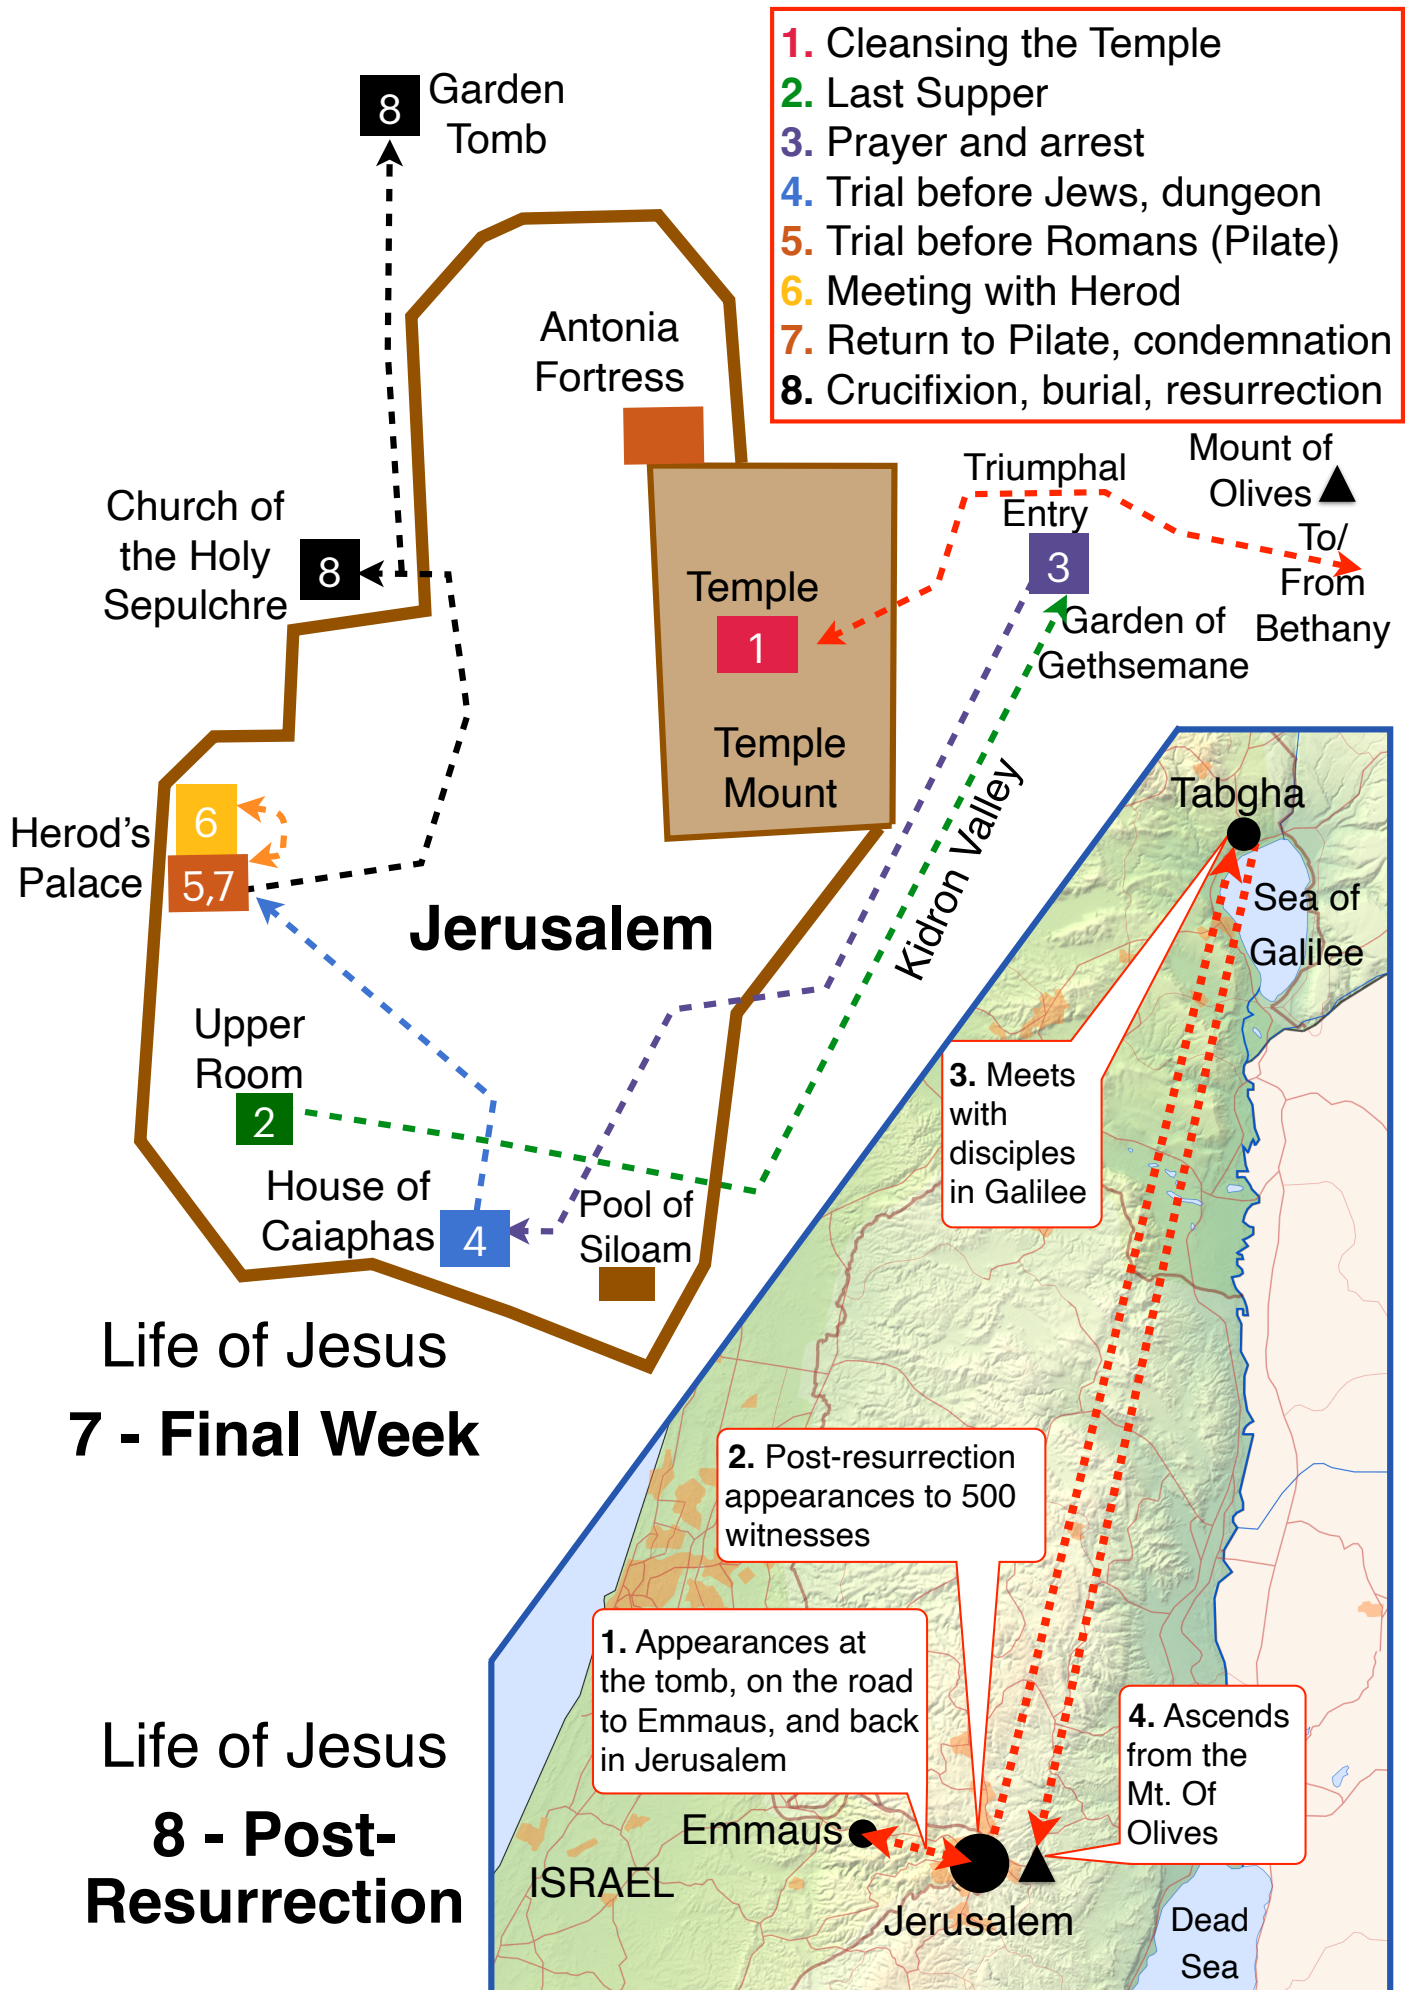 1. Cleansing the Temple
2. Last Supper
3. Prayer and arrest
4. Trial before Jews, dungeon
5. Trial before Romans (Pilate)
6. Meeting with Herod
7. Return to Pilate, condemnation
8. Crucifixion, burial, resurrection
8
Garden
Tomb
Antonia
Fortress
Church of
the Holy
Sepulchre
8
Triumphal
Entry
Mount of
Olives
To/
From
Bethany
3
Garden of
Gethsemane
Temple
1
Temple
Mount
Kidron Valley
Herod's
Palace
6
5,7
Jerusalem
Upper
Room
2
House of
Caiaphas
4
Pool of
Siloam
Life of Jesus
7 - Final Week
Tabgha
Sea of
Galilee
3. Meets
with
disciples
in Galilee
2. Post-resurrection
appearances to 500
witnesses
1. Appearances at
the tomb, on the road
to Emmaus, and back
in Jerusalem
4. Ascends
from the
Mt. Of
Olives
Emmaus
ISRAEL
Jerusalem
Dead
Sea
Life of Jesus
8 - Post-
Resurrection